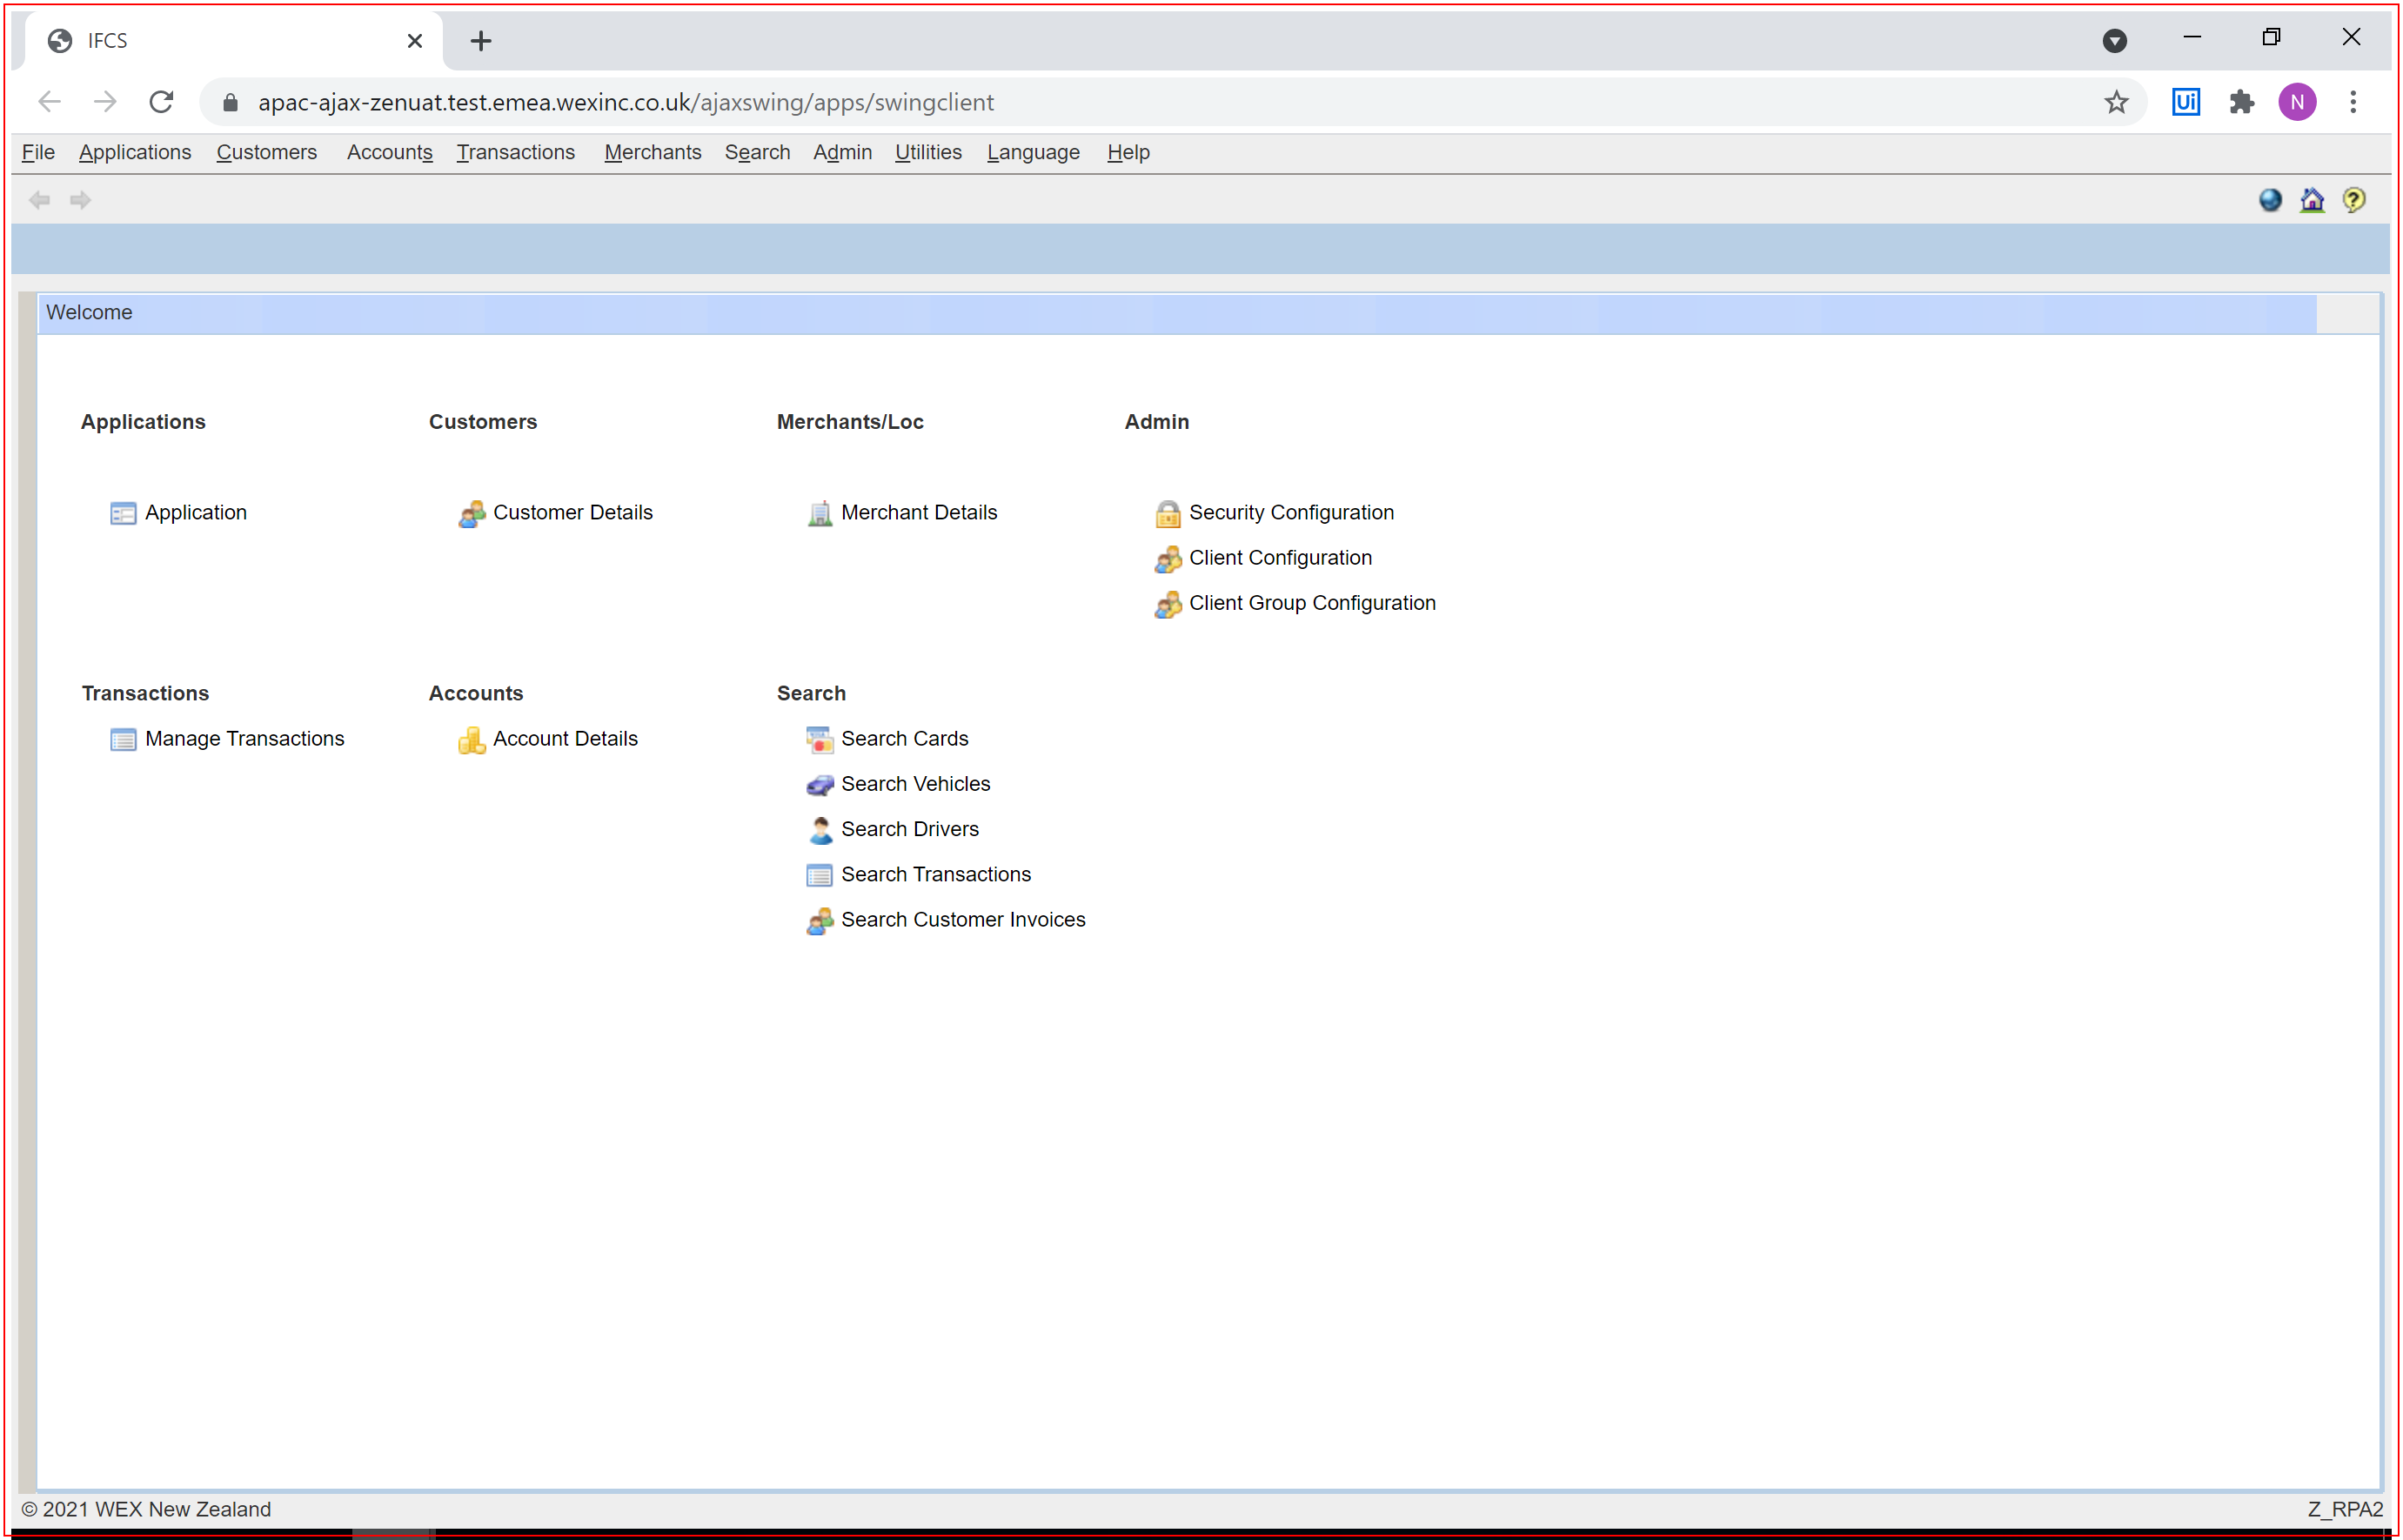 IFCS
apac-ajax-zenuat.test.emea.wexinc.co.uk/ajaxswing/apps/swingclient
Ui
N
File Applications Customers Accounts Transactions Merchants Search Admin Utilities Language Help
Welcome
Applications Customers Merchants/Loc Admin
Application Customer Details Merchant Details Security Configuration
Client Configuration
Client Group Configuration
Transactions Accounts Search
Manage Transactions Account Details Search Cards
Search Vehicles
Search Drivers
Search Transactions
Search Customer Invoices
© 2021 WEX New Zealand Z_RPA2